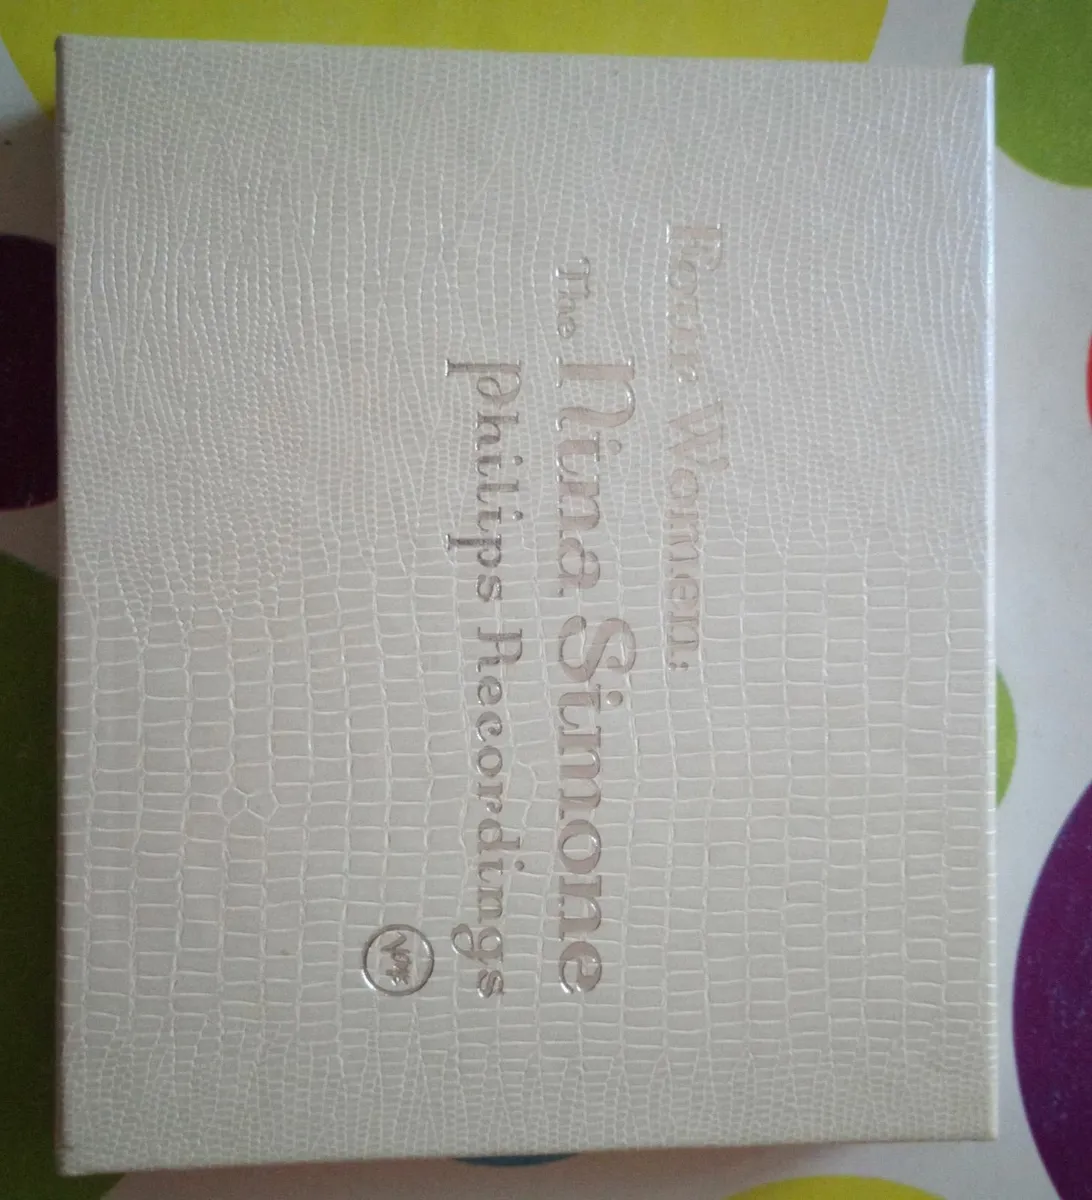 Four Women:
The Nina Simone
Philips Recordings
Verve